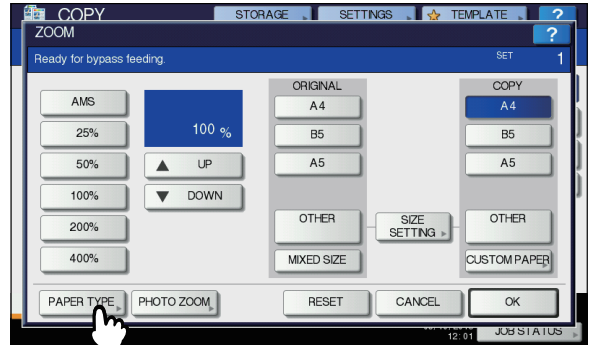 COPY
STORAGE
SETTINGS
TEMPLATE
?
ZOOM
?
Ready for bypass feeding.
SET
1
ORIGINAL
COPY
AMS
25%
50%
100%
200%
400%
100 %
UP
DOWN
A4
B5
A5
OTHER
MIXED SIZE
SIZE
SETTING
A4
B5
A5
OTHER
CUSTOM PAPER
PAPER TYPE
PHOTO ZOOM
RESET
CANCEL
OK
12:01
JOB STATUS